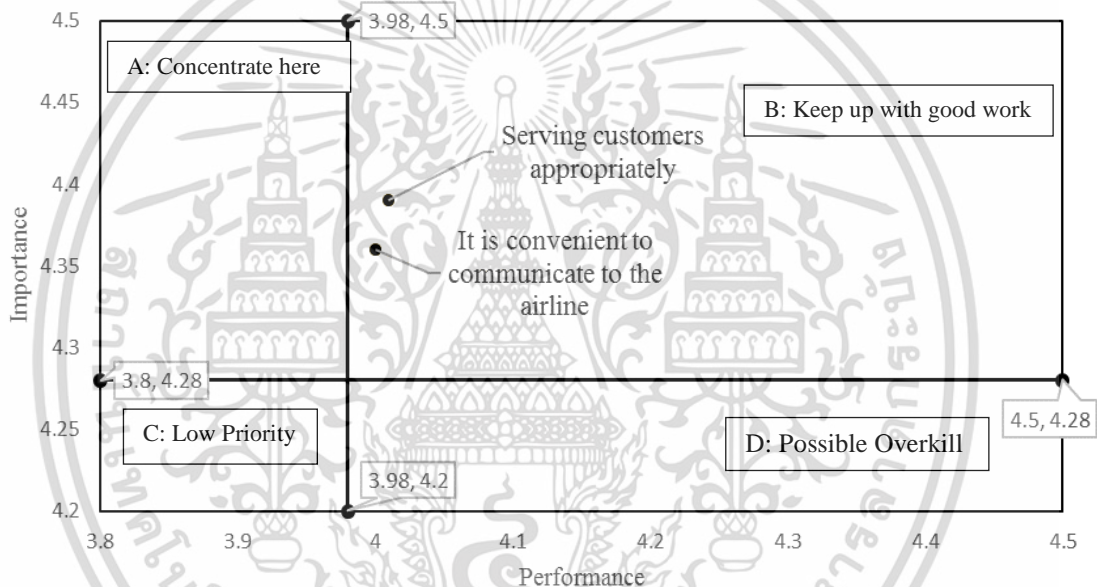 4.5
3.98, 4.5
A: Concentrate here
4.45
B: Keep up with good work
Serving customers
appropriately
4.4
It is convenient to
communicate to the
airline
4.35
Importance
4.3
3.8, 4.28
4.5, 4.28
4.25
C: Low Priority
D: Possible Overkill
3.98, 4.2
4.2
3.8
3.9
4
4.1
4.2
4.3
4.4
4.5
Performance